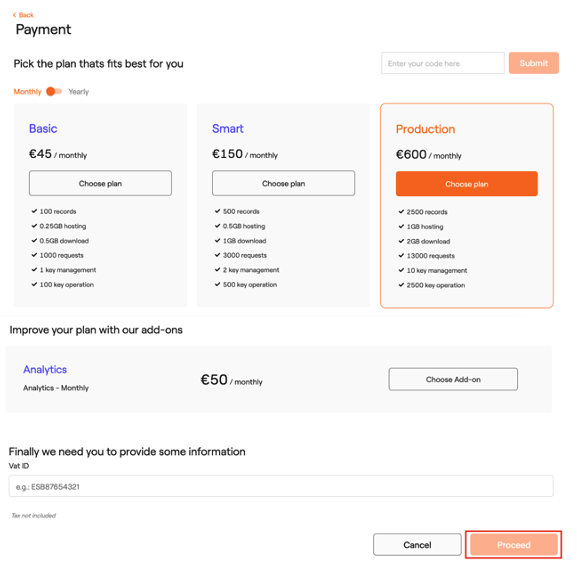 < Back
Payment
Pick the plan thats fits best for you
Enter your code here
Submit
Monthly Yearly
Basic
€45 / monthly
Choose plan
✓ 100 records
✓ 0.25GB hosting
✓ 0.5GB download
✓ 1000 requests
✓ 1 key management
✓ 100 key operation
Smart
€150 / monthly
Choose plan
✓ 500 records
✓ 0.5GB hosting
✓ 1GB download
✓ 3000 requests
✓ 2 key management
✓ 500 key operation
Production
€600 / monthly
Choose plan
✓ 2500 records
✓ 1GB hosting
✓ 2GB download
✓ 13000 requests
✓ 10 key management
✓ 2500 key operation
Improve your plan with our add-ons
Analytics
Analytics - Monthly
€50 / monthly
Choose Add-on
Finally we need you to provide some information
Vat ID
e.g.: ESB87654321
Tax not included
Cancel
Proceed